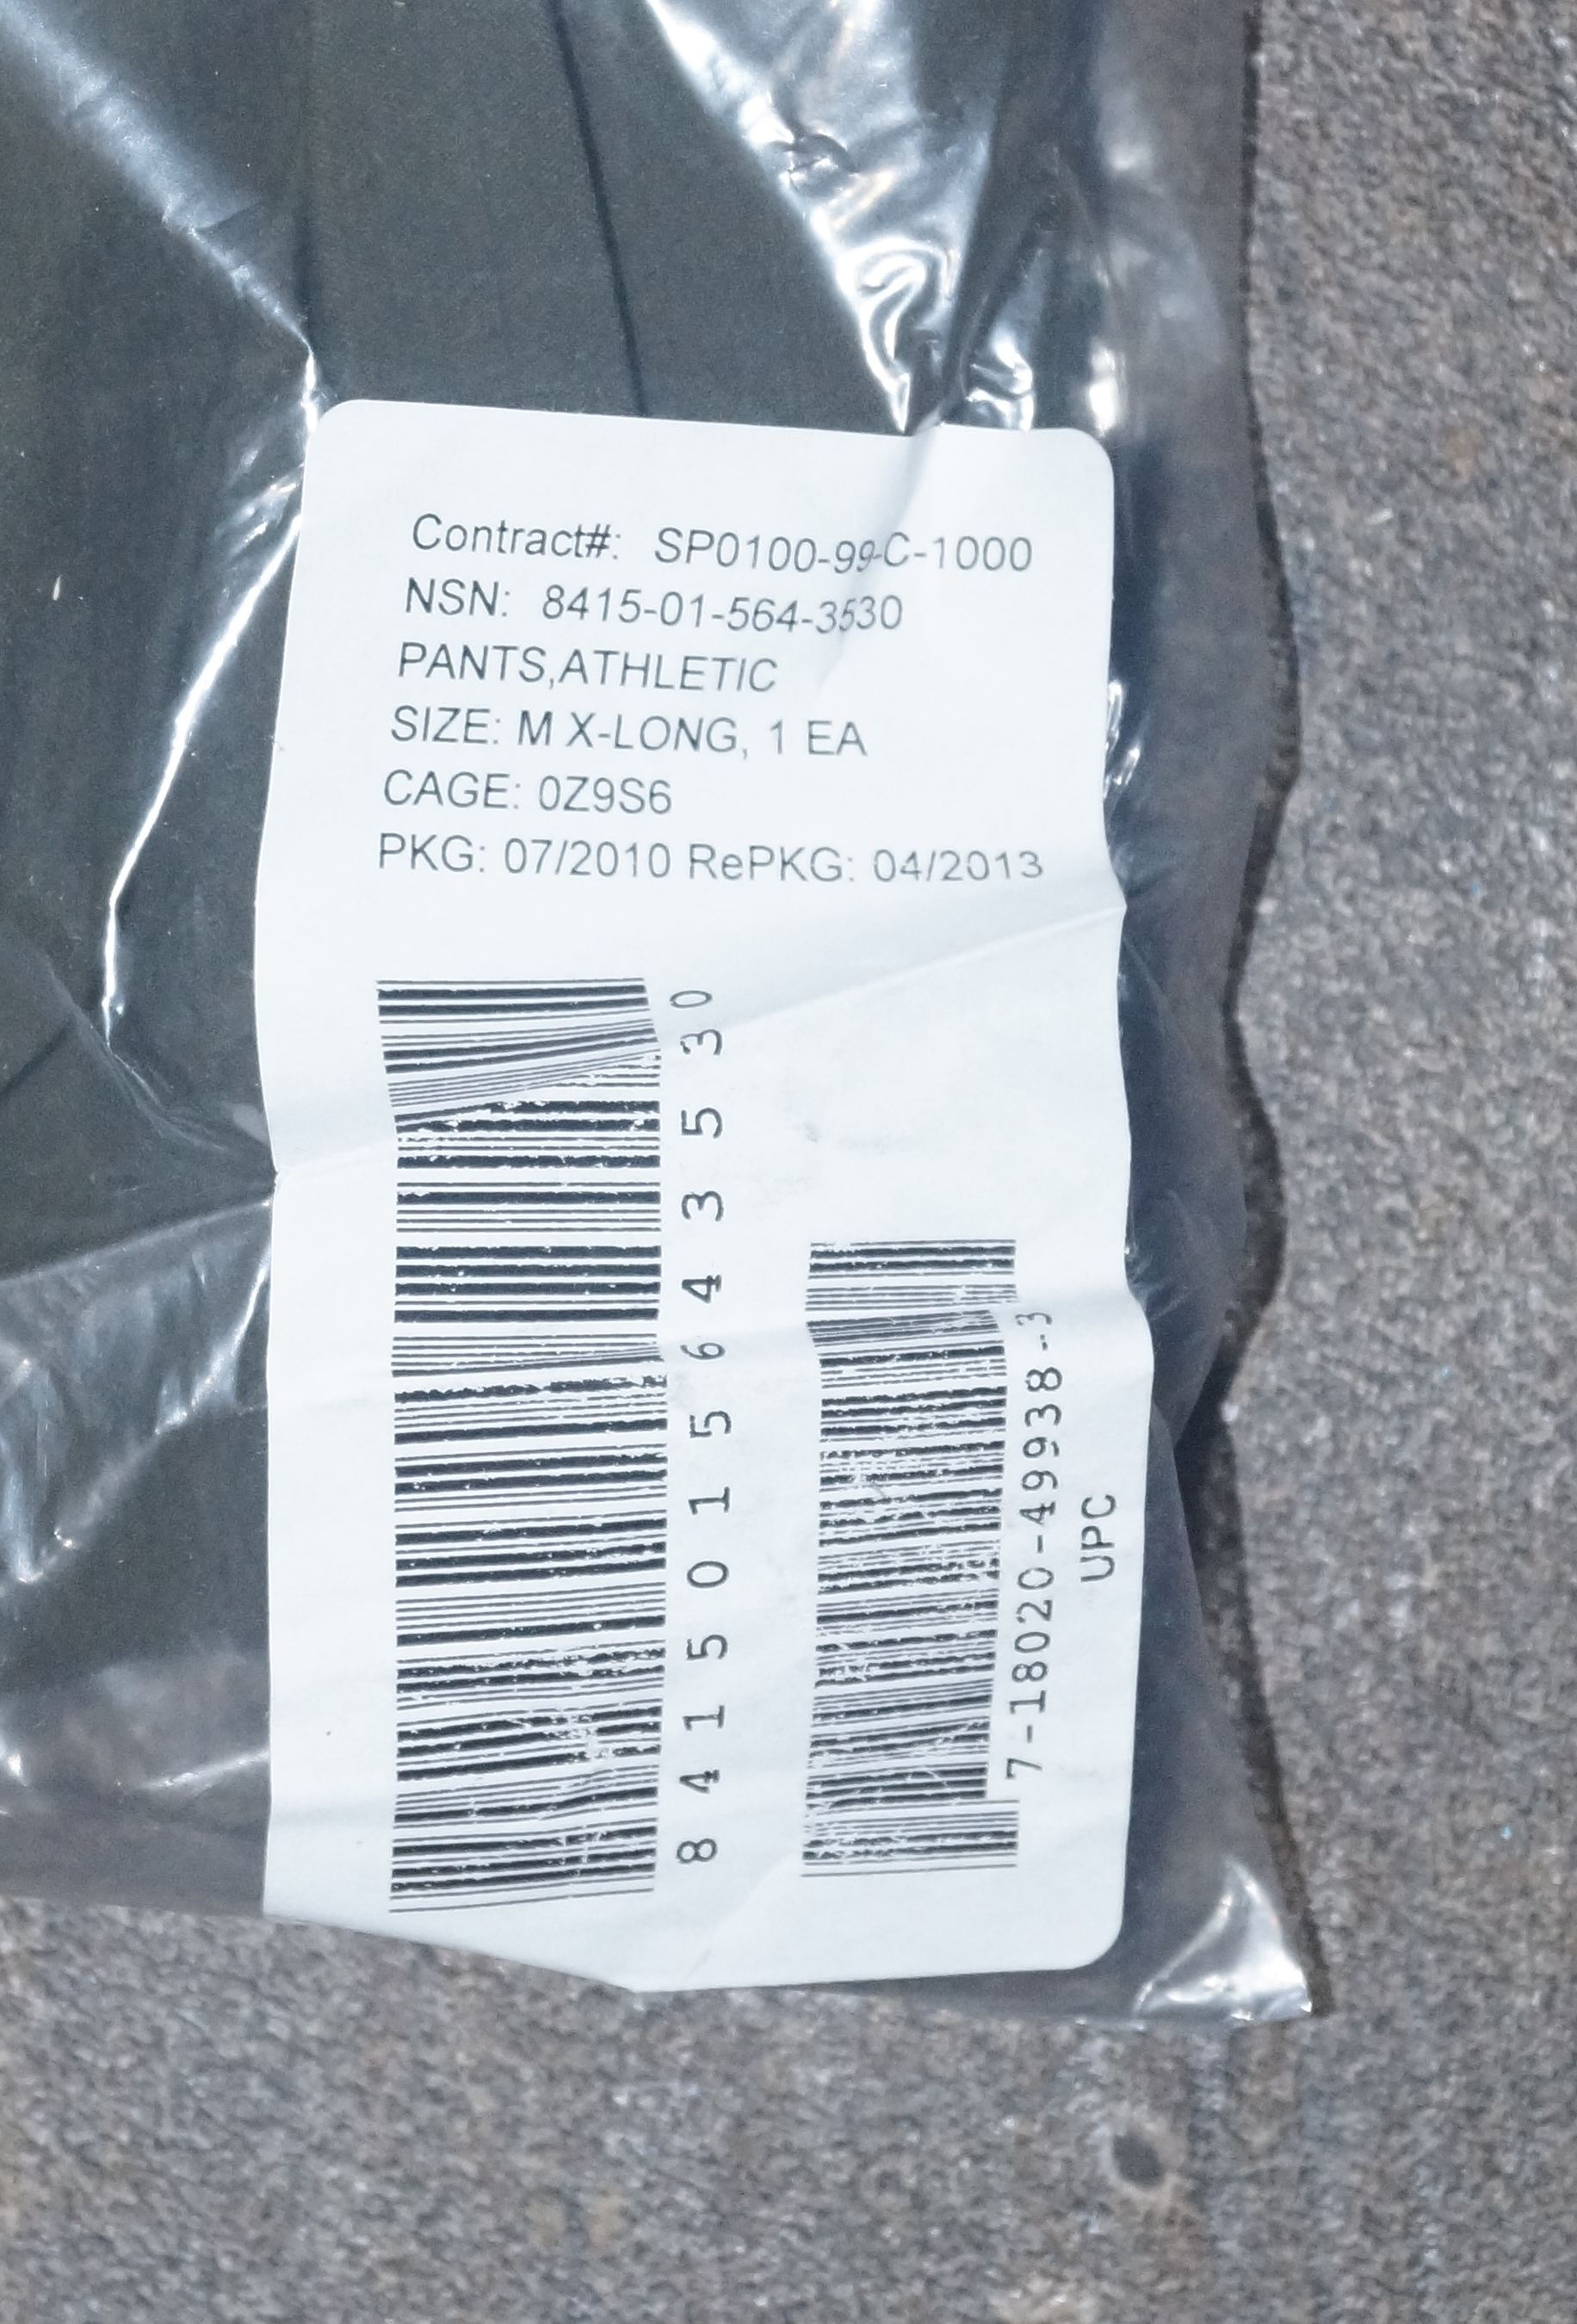 Contract#: SP0100-99-C-1000
NSN: 8415-01-564-3530
PANTS,ATHLETIC
SIZE: M X-LONG, 1 EA
CAGE: 0Z9S6
PKG: 07/2010 RePKG: 04/2013
8415015643530
7-18020-49938-3
UPC